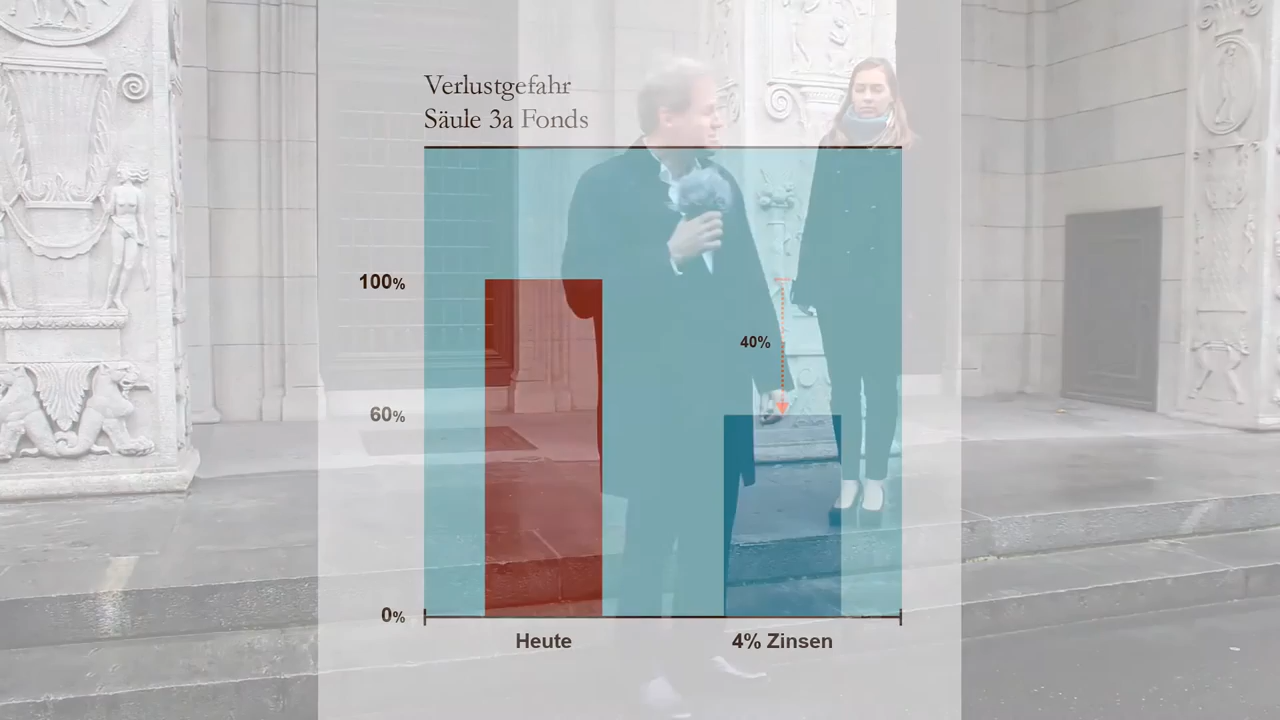 Verlustgefahr
Säule 3a Fonds
100%
40%
60%
0%
Heute
4% Zinsen